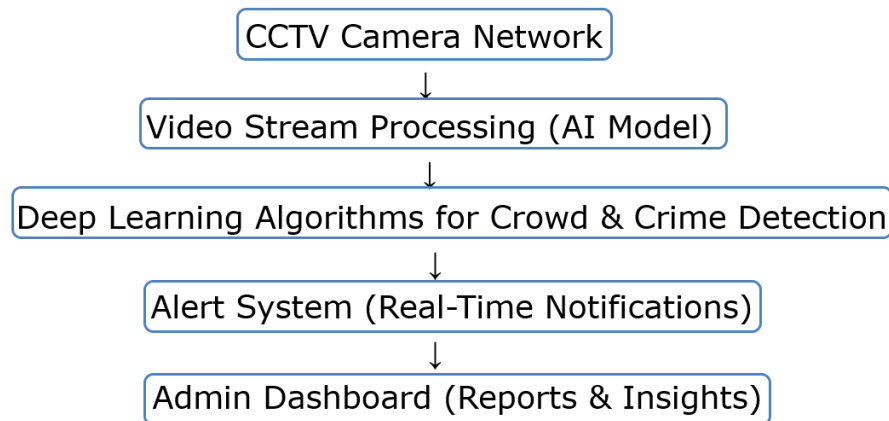 CCTV Camera Network
↓
Video Stream Processing (AI Model)
↓
Deep Learning Algorithms for Crowd & Crime Detection
↓
Alert System (Real-Time Notifications)
↓
Admin Dashboard (Reports & Insights)